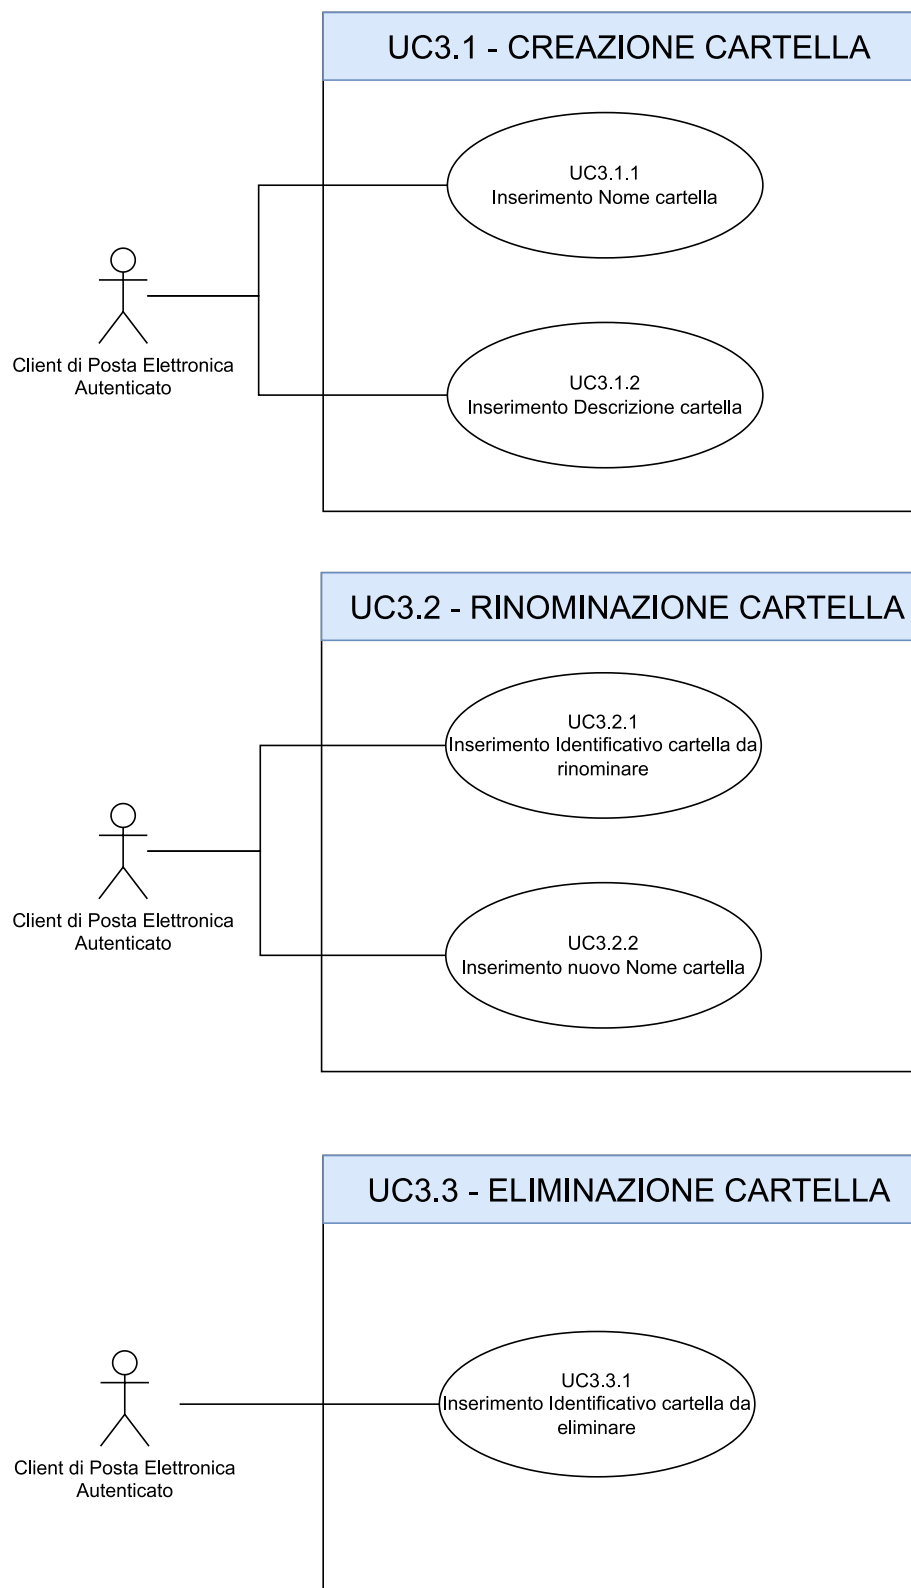 UC3.1 - CREAZIONE CARTELLA
UC3.1.1
Inserimento Nome cartella
Client di Posta Elettronica
Autenticato
UC3.1.2
Inserimento Descrizione cartella
UC3.2 - RINOMINAZIONE CARTELLA
UC3.2.1
Inserimento Identificativo cartella da
rinominare
Client di Posta Elettronica
Autenticato
UC3.2.2
Inserimento nuovo Nome cartella
UC3.3 - ELIMINAZIONE CARTELLA
UC3.3.1
Inserimento Identificativo cartella da
eliminare
Client di Posta Elettronica
Autenticato